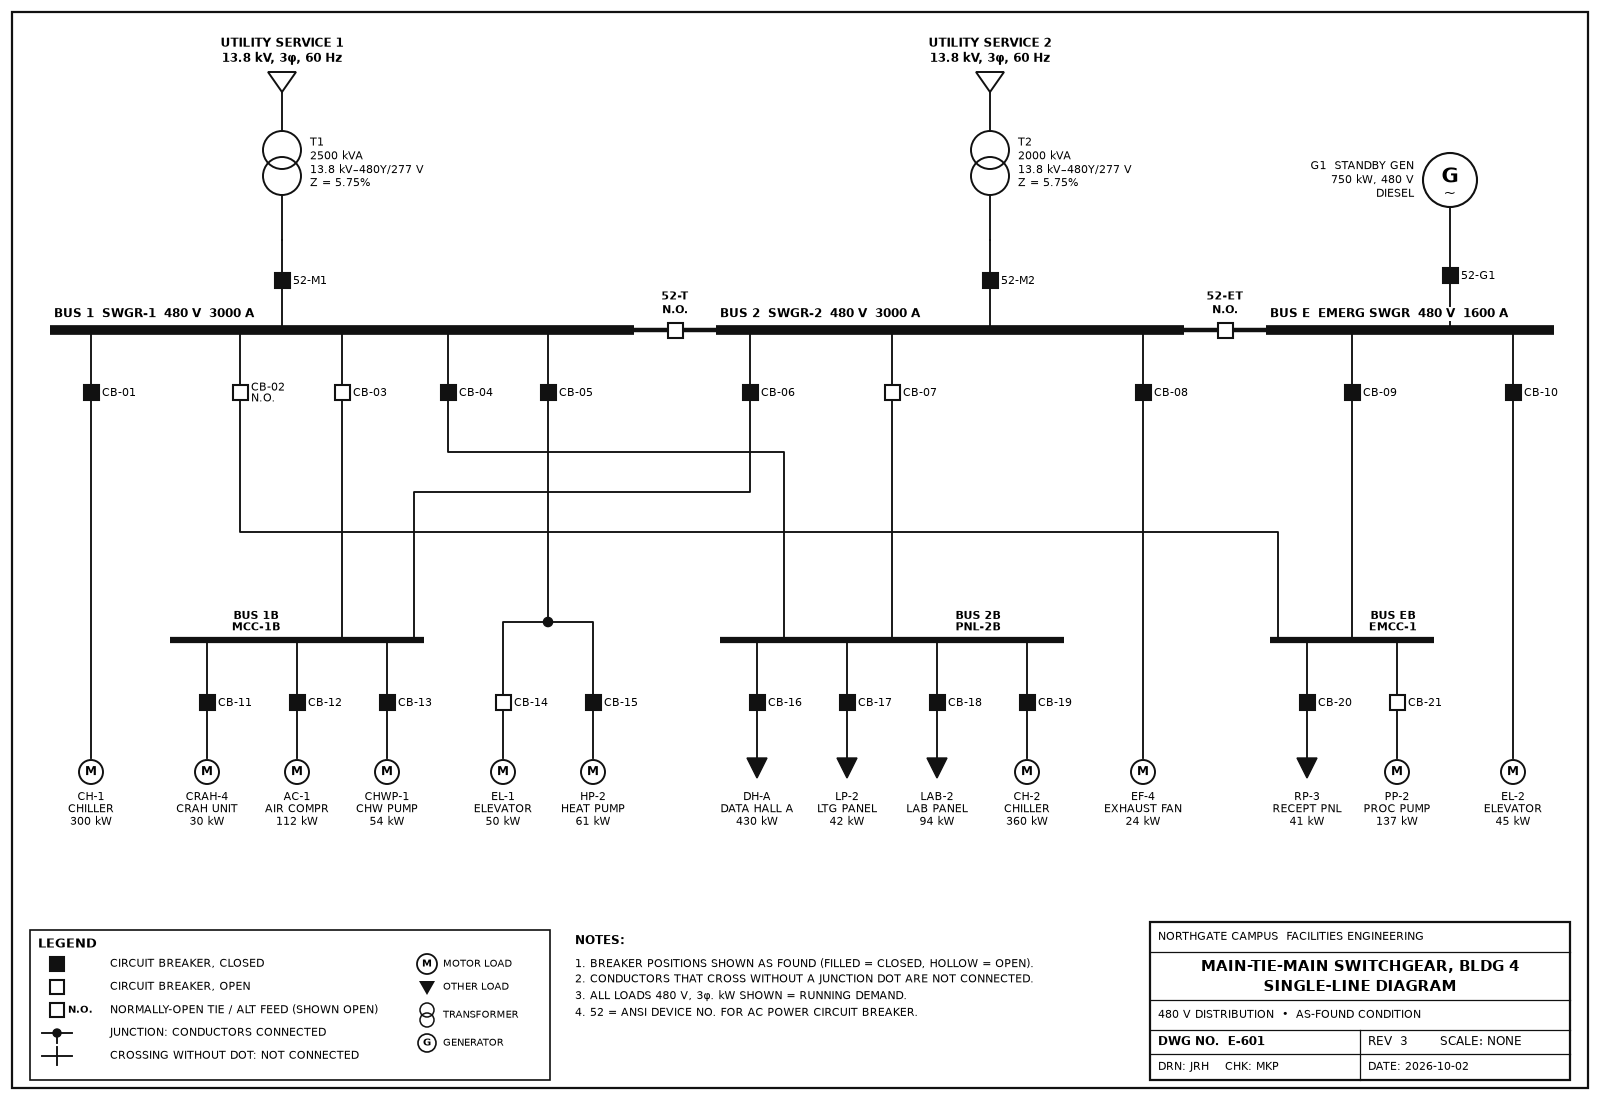 UTILITY SERVICE 1
13.8 kV, 3φ, 60 Hz
UTILITY SERVICE 2
13.8 kV, 3φ, 60 Hz
T1
2500 kVA
13.8 kV–480Y/277 V
Z = 5.75%
T2
2000 kVA
13.8 kV–480Y/277 V
Z = 5.75%
G1 STANDBY GEN
750 kW, 480 V
DIESEL
G
~
52-M1
52-M2
52-G1
52-T
N.O.
52-ET
N.O.
BUS 1 SWGR-1 480 V 3000 A
BUS 2 SWGR-2 480 V 3000 A
BUS E EMERG SWGR 480 V 1600 A
CB-01
CB-02
N.O.
CB-03
CB-04
CB-05
CB-06
CB-07
CB-08
CB-09
CB-10
BUS 1B
MCC-1B
BUS 2B
PNL-2B
BUS EB
EMCC-1
CB-11
CB-12
CB-13
CB-14
CB-15
CB-16
CB-17
CB-18
CB-19
CB-20
CB-21
M
M
M
M
M
M
M
M
M
M
CH-1
CHILLER
300 kW
CRAH-4
CRAH UNIT
30 kW
AC-1
AIR COMPR
112 kW
CHWP-1
CHW PUMP
54 kW
EL-1
ELEVATOR
50 kW
HP-2
HEAT PUMP
61 kW
DH-A
DATA HALL A
430 kW
LP-2
LTG PANEL
42 kW
LAB-2
LAB PANEL
94 kW
CH-2
CHILLER
360 kW
EF-4
EXHAUST FAN
24 kW
RP-3
RECEPT PNL
41 kW
PP-2
PROC PUMP
137 kW
EL-2
ELEVATOR
45 kW
LEGEND
CIRCUIT BREAKER, CLOSED
CIRCUIT BREAKER, OPEN
N.O. NORMALLY-OPEN TIE / ALT FEED (SHOWN OPEN)
JUNCTION: CONDUCTORS CONNECTED
CROSSING WITHOUT DOT: NOT CONNECTED
M MOTOR LOAD
OTHER LOAD
TRANSFORMER
G GENERATOR
NOTES:
1. BREAKER POSITIONS SHOWN AS FOUND (FILLED = CLOSED, HOLLOW = OPEN).
2. CONDUCTORS THAT CROSS WITHOUT A JUNCTION DOT ARE NOT CONNECTED.
3. ALL LOADS 480 V, 3φ. kW SHOWN = RUNNING DEMAND.
4. 52 = ANSI DEVICE NO. FOR AC POWER CIRCUIT BREAKER.
NORTHGATE CAMPUS FACILITIES ENGINEERING
MAIN-TIE-MAIN SWITCHGEAR, BLDG 4
SINGLE-LINE DIAGRAM
480 V DISTRIBUTION • AS-FOUND CONDITION
DWG NO. E-601
REV 3 SCALE: NONE
DRN: JRH CHK: MKP
DATE: 2026-10-02